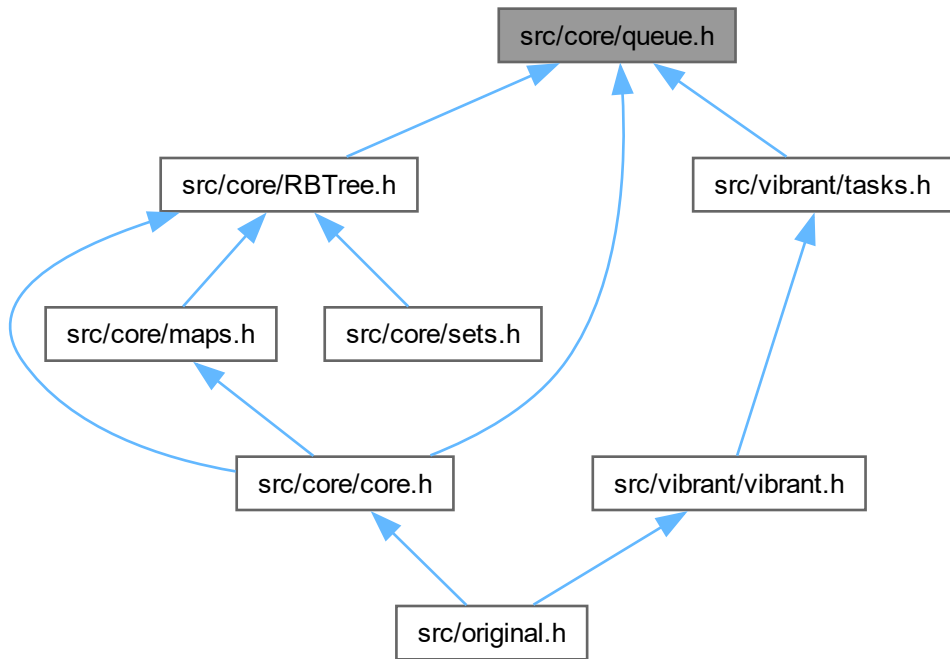 src/core/queue.h
src/core/RBTree.h
src/vibrant/tasks.h
src/core/maps.h
src/core/sets.h
src/core/core.h
src/vibrant/vibrant.h
src/original.h